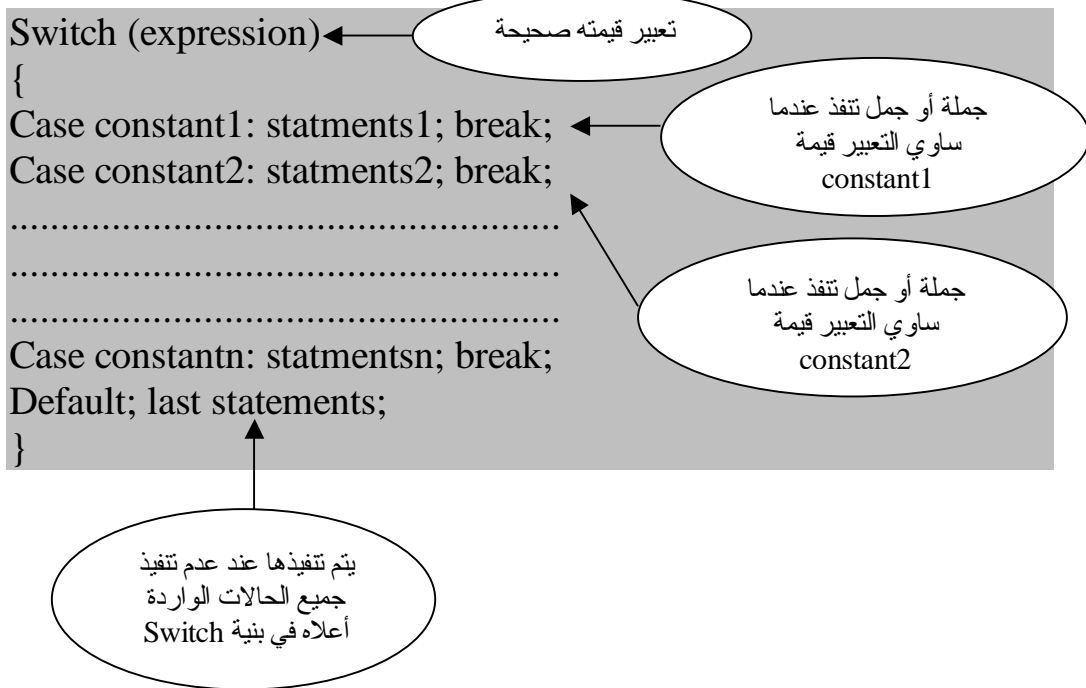 Switch (expression)
تعبير قيمته صحيحة
{
Case constant1: statments1; break;
جملة أو جمل تنفذ عندما
ساوي التعبير قيمة
constant1
Case constant2: statments2; break;
......................................................
......................................................
......................................................
جملة أو جمل تنفذ عندما
ساوي التعبير قيمة
constant2
Case constantn: statmentsn; break;
Default; last statements;
}
يتم تنفيذها عند عدم تنفيذ
جميع الحالات الواردة
أعلاه في بنية Switch